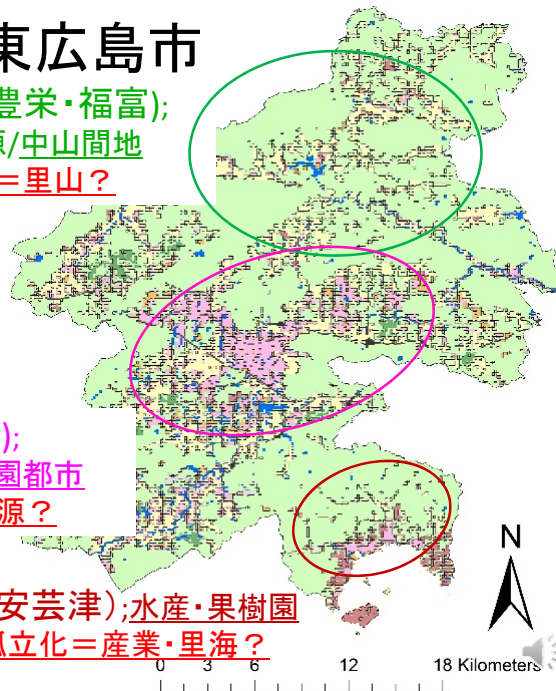 東広島市
豊栄・福富);
原/中山間地
＝里山？
);
園都市
源？
安芸津);水産・果樹園
孤立化＝産業・里海？
N
0 3 6 12 18 Kilometers